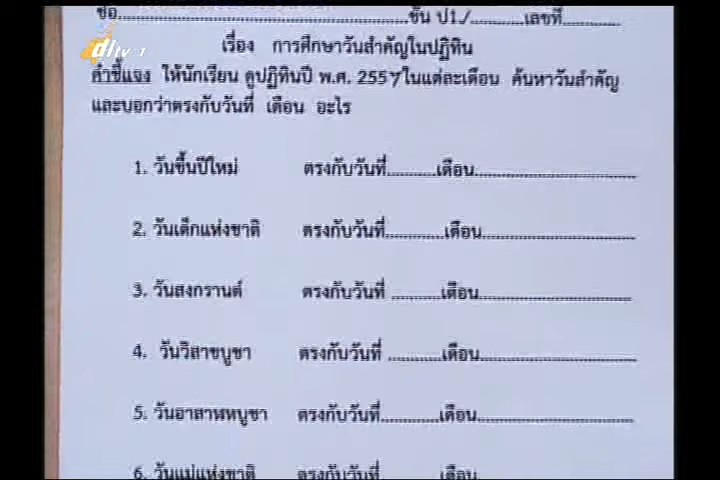 ชื่อ................................................................ชั้น ป1./............เลขที่.............
dltv 1
เรื่อง การศึกษาวันสำคัญในปฏิทิน
คำชี้แจง ให้นักเรียน ดูปฏิทินปี พ.ศ. 2557 ในแต่ละเดือน ค้นหาวันสำคัญ
และบอกว่าตรงกับวันที่ เดือน อะไร
1. วันขึ้นปีใหม่ ตรงกับวันที่...........เดือน....................................
2. วันเด็กแห่งชาติ ตรงกับวันที่.............เดือน..................................
3. วันสงกรานต์ ตรงกับวันที่ ...........เดือน..................................
4. วันวิสาขบูชา ตรงกับวันที่ ............เดือน..................................
5. วันอาสาฬหบูชา ตรงกับวันที่............เดือน..................................
6. วันแม่แห่งชาติ ตรงกับวันที่............เดือน..................................